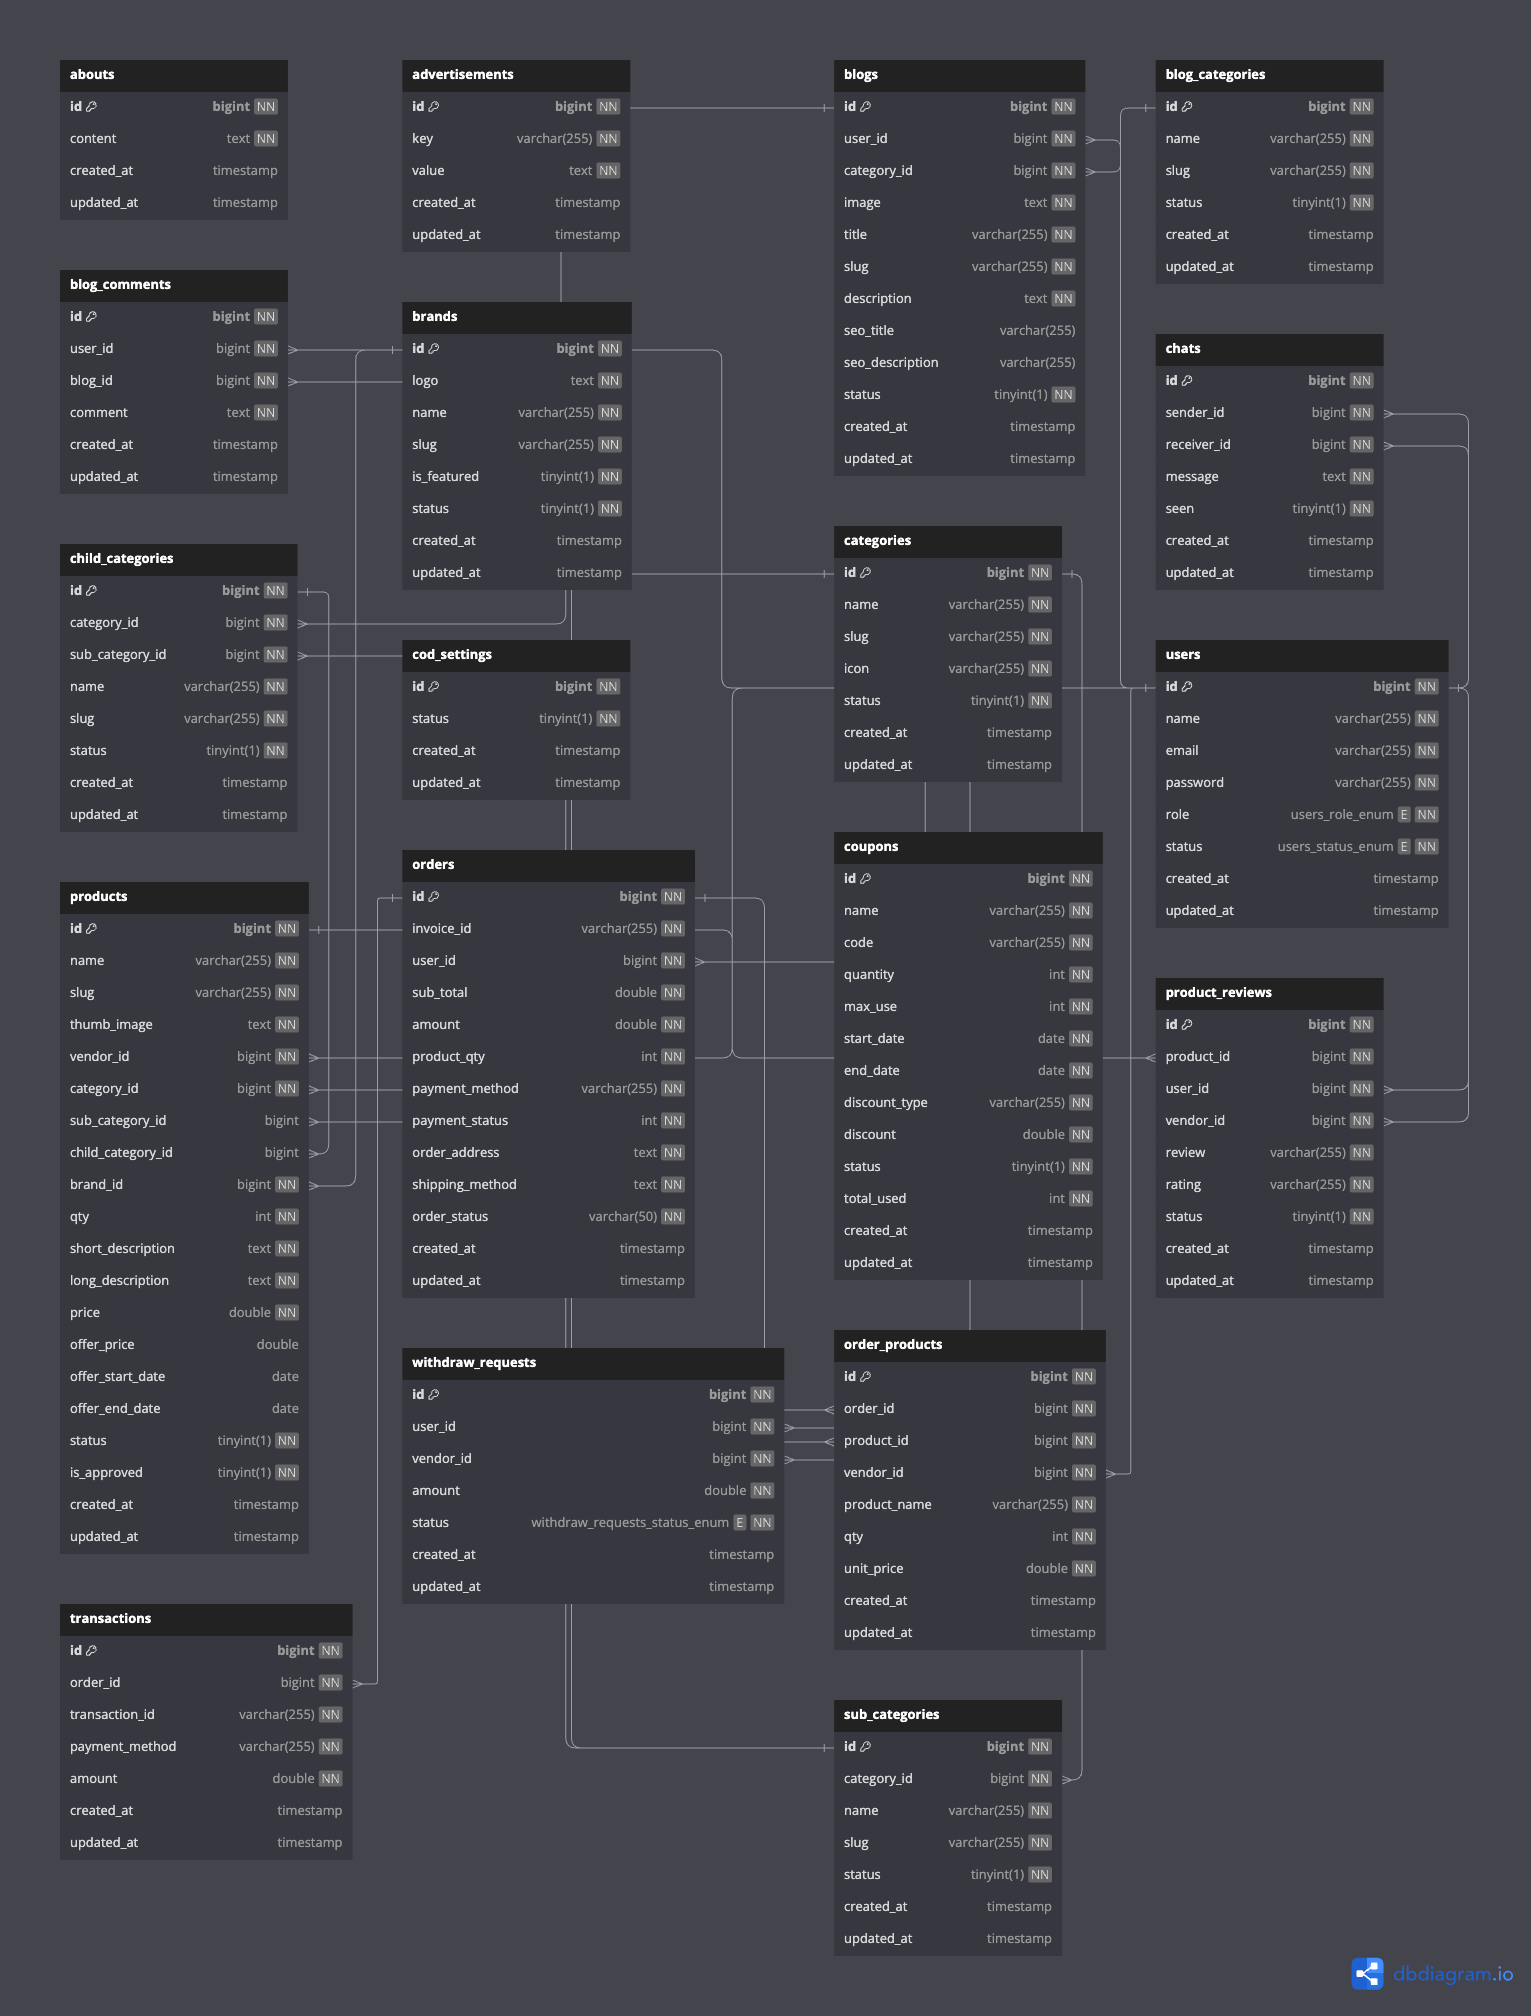 abouts
id bigint NN
content text NN
created_at timestamp
updated_at timestamp
advertisements
id bigint NN
key varchar(255) NN
value text NN
created_at timestamp
updated_at timestamp
blogs
id bigint NN
user_id bigint NN
category_id bigint NN
image text NN
title varchar(255) NN
slug varchar(255) NN
description text NN
seo_title varchar(255)
seo_description varchar(255)
status tinyint(1) NN
created_at timestamp
updated_at timestamp
blog_categories
id bigint NN
name varchar(255) NN
slug varchar(255) NN
status tinyint(1) NN
created_at timestamp
updated_at timestamp
blog_comments
id bigint NN
user_id bigint NN
blog_id bigint NN
comment text NN
created_at timestamp
updated_at timestamp
brands
id bigint NN
logo text NN
name varchar(255) NN
slug varchar(255) NN
is_featured tinyint(1) NN
status tinyint(1) NN
created_at timestamp
updated_at timestamp
chats
id bigint NN
sender_id bigint NN
receiver_id bigint NN
message text NN
seen tinyint(1) NN
created_at timestamp
updated_at timestamp
child_categories
id bigint NN
category_id bigint NN
sub_category_id bigint NN
name varchar(255) NN
slug varchar(255) NN
status tinyint(1) NN
created_at timestamp
updated_at timestamp
cod_settings
id bigint NN
status tinyint(1) NN
created_at timestamp
updated_at timestamp
categories
id bigint NN
name varchar(255) NN
slug varchar(255) NN
icon varchar(255) NN
status tinyint(1) NN
created_at timestamp
updated_at timestamp
users
id bigint NN
name varchar(255) NN
email varchar(255) NN
password varchar(255) NN
role users_role_enum E NN
status users_status_enum E NN
created_at timestamp
updated_at timestamp
products
id bigint NN
name varchar(255) NN
slug varchar(255) NN
thumb_image text NN
vendor_id bigint NN
category_id bigint NN
sub_category_id bigint
child_category_id bigint
brand_id bigint NN
qty int NN
short_description text NN
long_description text NN
price double NN
offer_price double
offer_start_date date
offer_end_date date
status tinyint(1) NN
is_approved tinyint(1) NN
created_at timestamp
updated_at timestamp
orders
id bigint NN
invoice_id varchar(255) NN
user_id bigint NN
sub_total double NN
amount double NN
product_qty int NN
payment_method varchar(255) NN
payment_status int NN
order_address text NN
shipping_method text NN
order_status varchar(50) NN
created_at timestamp
updated_at timestamp
coupons
id bigint NN
name varchar(255) NN
code varchar(255) NN
quantity int NN
max_use int NN
start_date date NN
end_date date NN
discount_type varchar(255) NN
discount double NN
status tinyint(1) NN
total_used int NN
created_at timestamp
updated_at timestamp
product_reviews
id bigint NN
product_id bigint NN
user_id bigint NN
vendor_id bigint NN
review varchar(255) NN
rating varchar(255) NN
status tinyint(1) NN
created_at timestamp
updated_at timestamp
withdraw_requests
id bigint NN
user_id bigint NN
vendor_id bigint NN
amount double NN
status withdraw_requests_status_enum E NN
created_at timestamp
updated_at timestamp
order_products
id bigint NN
order_id bigint NN
product_id bigint NN
vendor_id bigint NN
product_name varchar(255) NN
qty int NN
unit_price double NN
created_at timestamp
updated_at timestamp
transactions
id bigint NN
order_id bigint NN
transaction_id varchar(255) NN
payment_method varchar(255) NN
amount double NN
created_at timestamp
updated_at timestamp
sub_categories
id bigint NN
category_id bigint NN
name varchar(255) NN
slug varchar(255) NN
status tinyint(1) NN
created_at timestamp
updated_at timestamp
dbdiagram.io